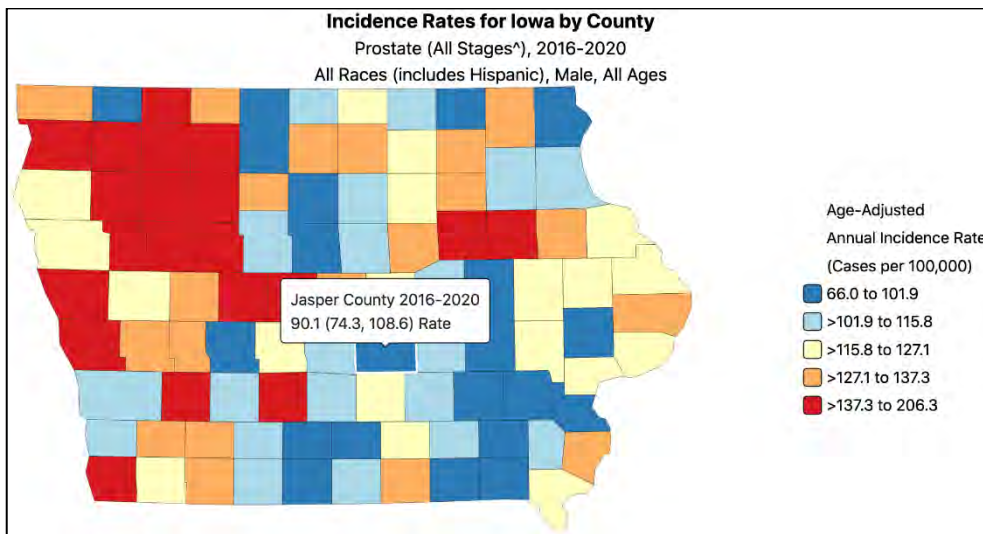 Incidence Rates for Iowa by County
Prostate (All Stages^), 2016-2020
All Races (includes Hispanic), Male, All Ages
Jasper County 2016-2020
90.1 (74.3, 108.6) Rate
Age-Adjusted
Annual Incidence Rate
(Cases per 100,000)
66.0 to 101.9
>101.9 to 115.8
>115.8 to 127.1
>127.1 to 137.3
>137.3 to 206.3